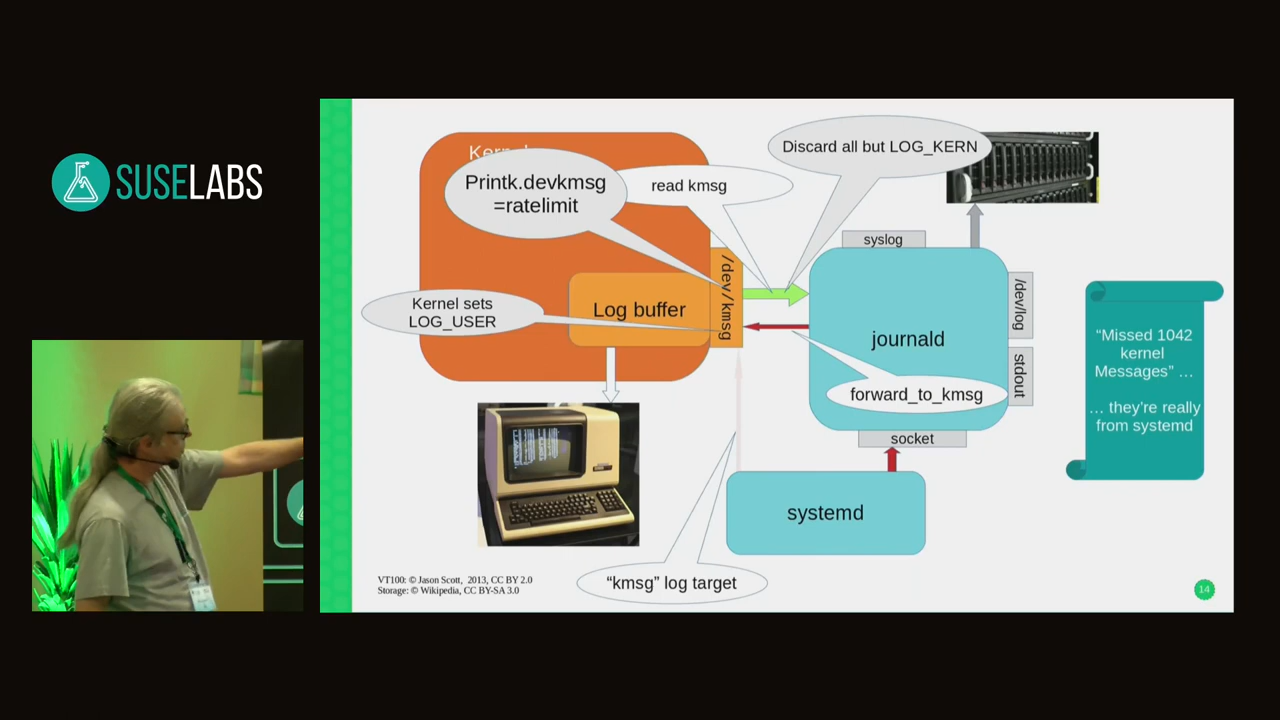 SUSELABS
Kernel
Printk.devkmsg
=ratelimit
read kmsg
Discard all but LOG_KERN
syslog
/dev/kmsg
Kernel sets
LOG_USER
Log buffer
journald
/dev/log
stdout
forward_to_kmsg
socket
systemd
“kmsg” log target
“Missed 1042
kernel
Messages” …
… they’re really
from systemd
VT100: © Jason Scott, 2013, CC BY 2.0
Storage: © Wikipedia, CC BY-SA 3.0
14